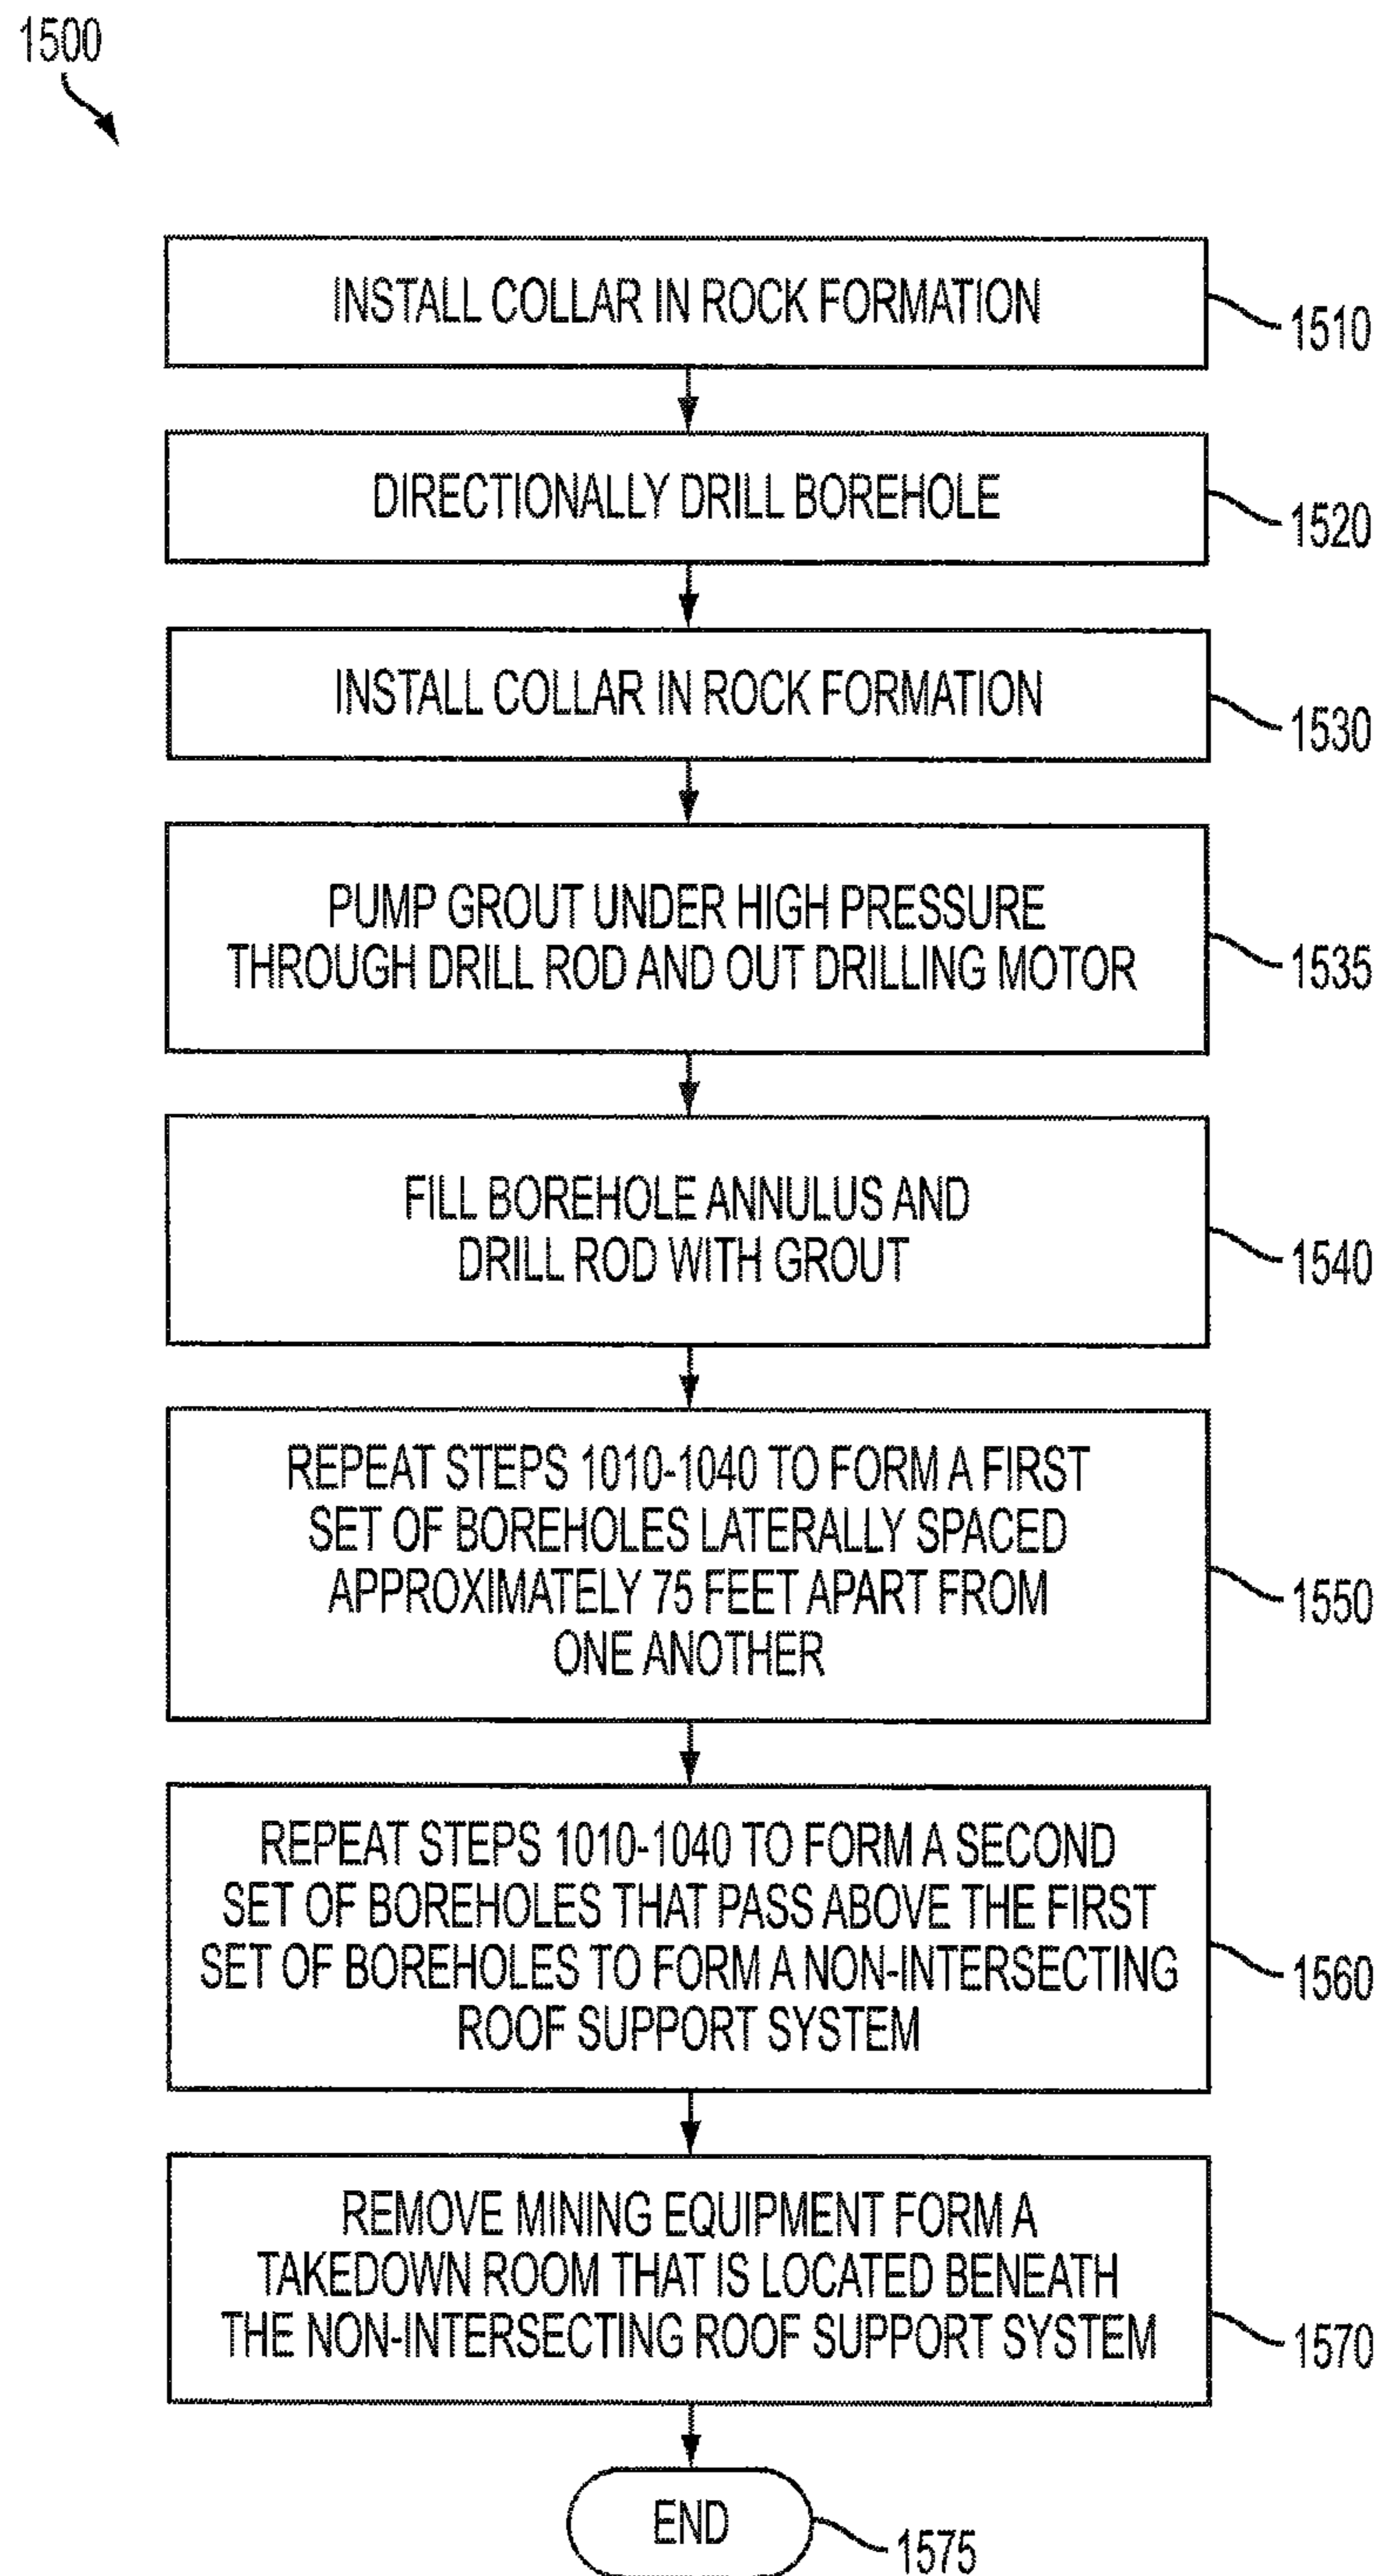 1500
INSTALL COLLAR IN ROCK FORMATION
1510
DIRECTIONALLY DRILL BOREHOLE
1520
INSTALL COLLAR IN ROCK FORMATION
1530
PUMP GROUT UNDER HIGH PRESSURE
THROUGH DRILL ROD AND OUT DRILLING MOTOR
1535
FILL BOREHOLE ANNULUS AND
DRILL ROD WITH GROUT
1540
REPEAT STEPS 1010-1040 TO FORM A FIRST
SET OF BOREHOLES LATERALLY SPACED
APPROXIMATELY 75 FEET APART FROM
ONE ANOTHER
1550
REPEAT STEPS 1010-1040 TO FORM A SECOND
SET OF BOREHOLES THAT PASS ABOVE THE FIRST
SET OF BOREHOLES TO FORM A NON-INTERSECTING
ROOF SUPPORT SYSTEM
1560
REMOVE MINING EQUIPMENT FORM A
TAKEDOWN ROOM THAT IS LOCATED BENEATH
THE NON-INTERSECTING ROOF SUPPORT SYSTEM
1570
END
1575